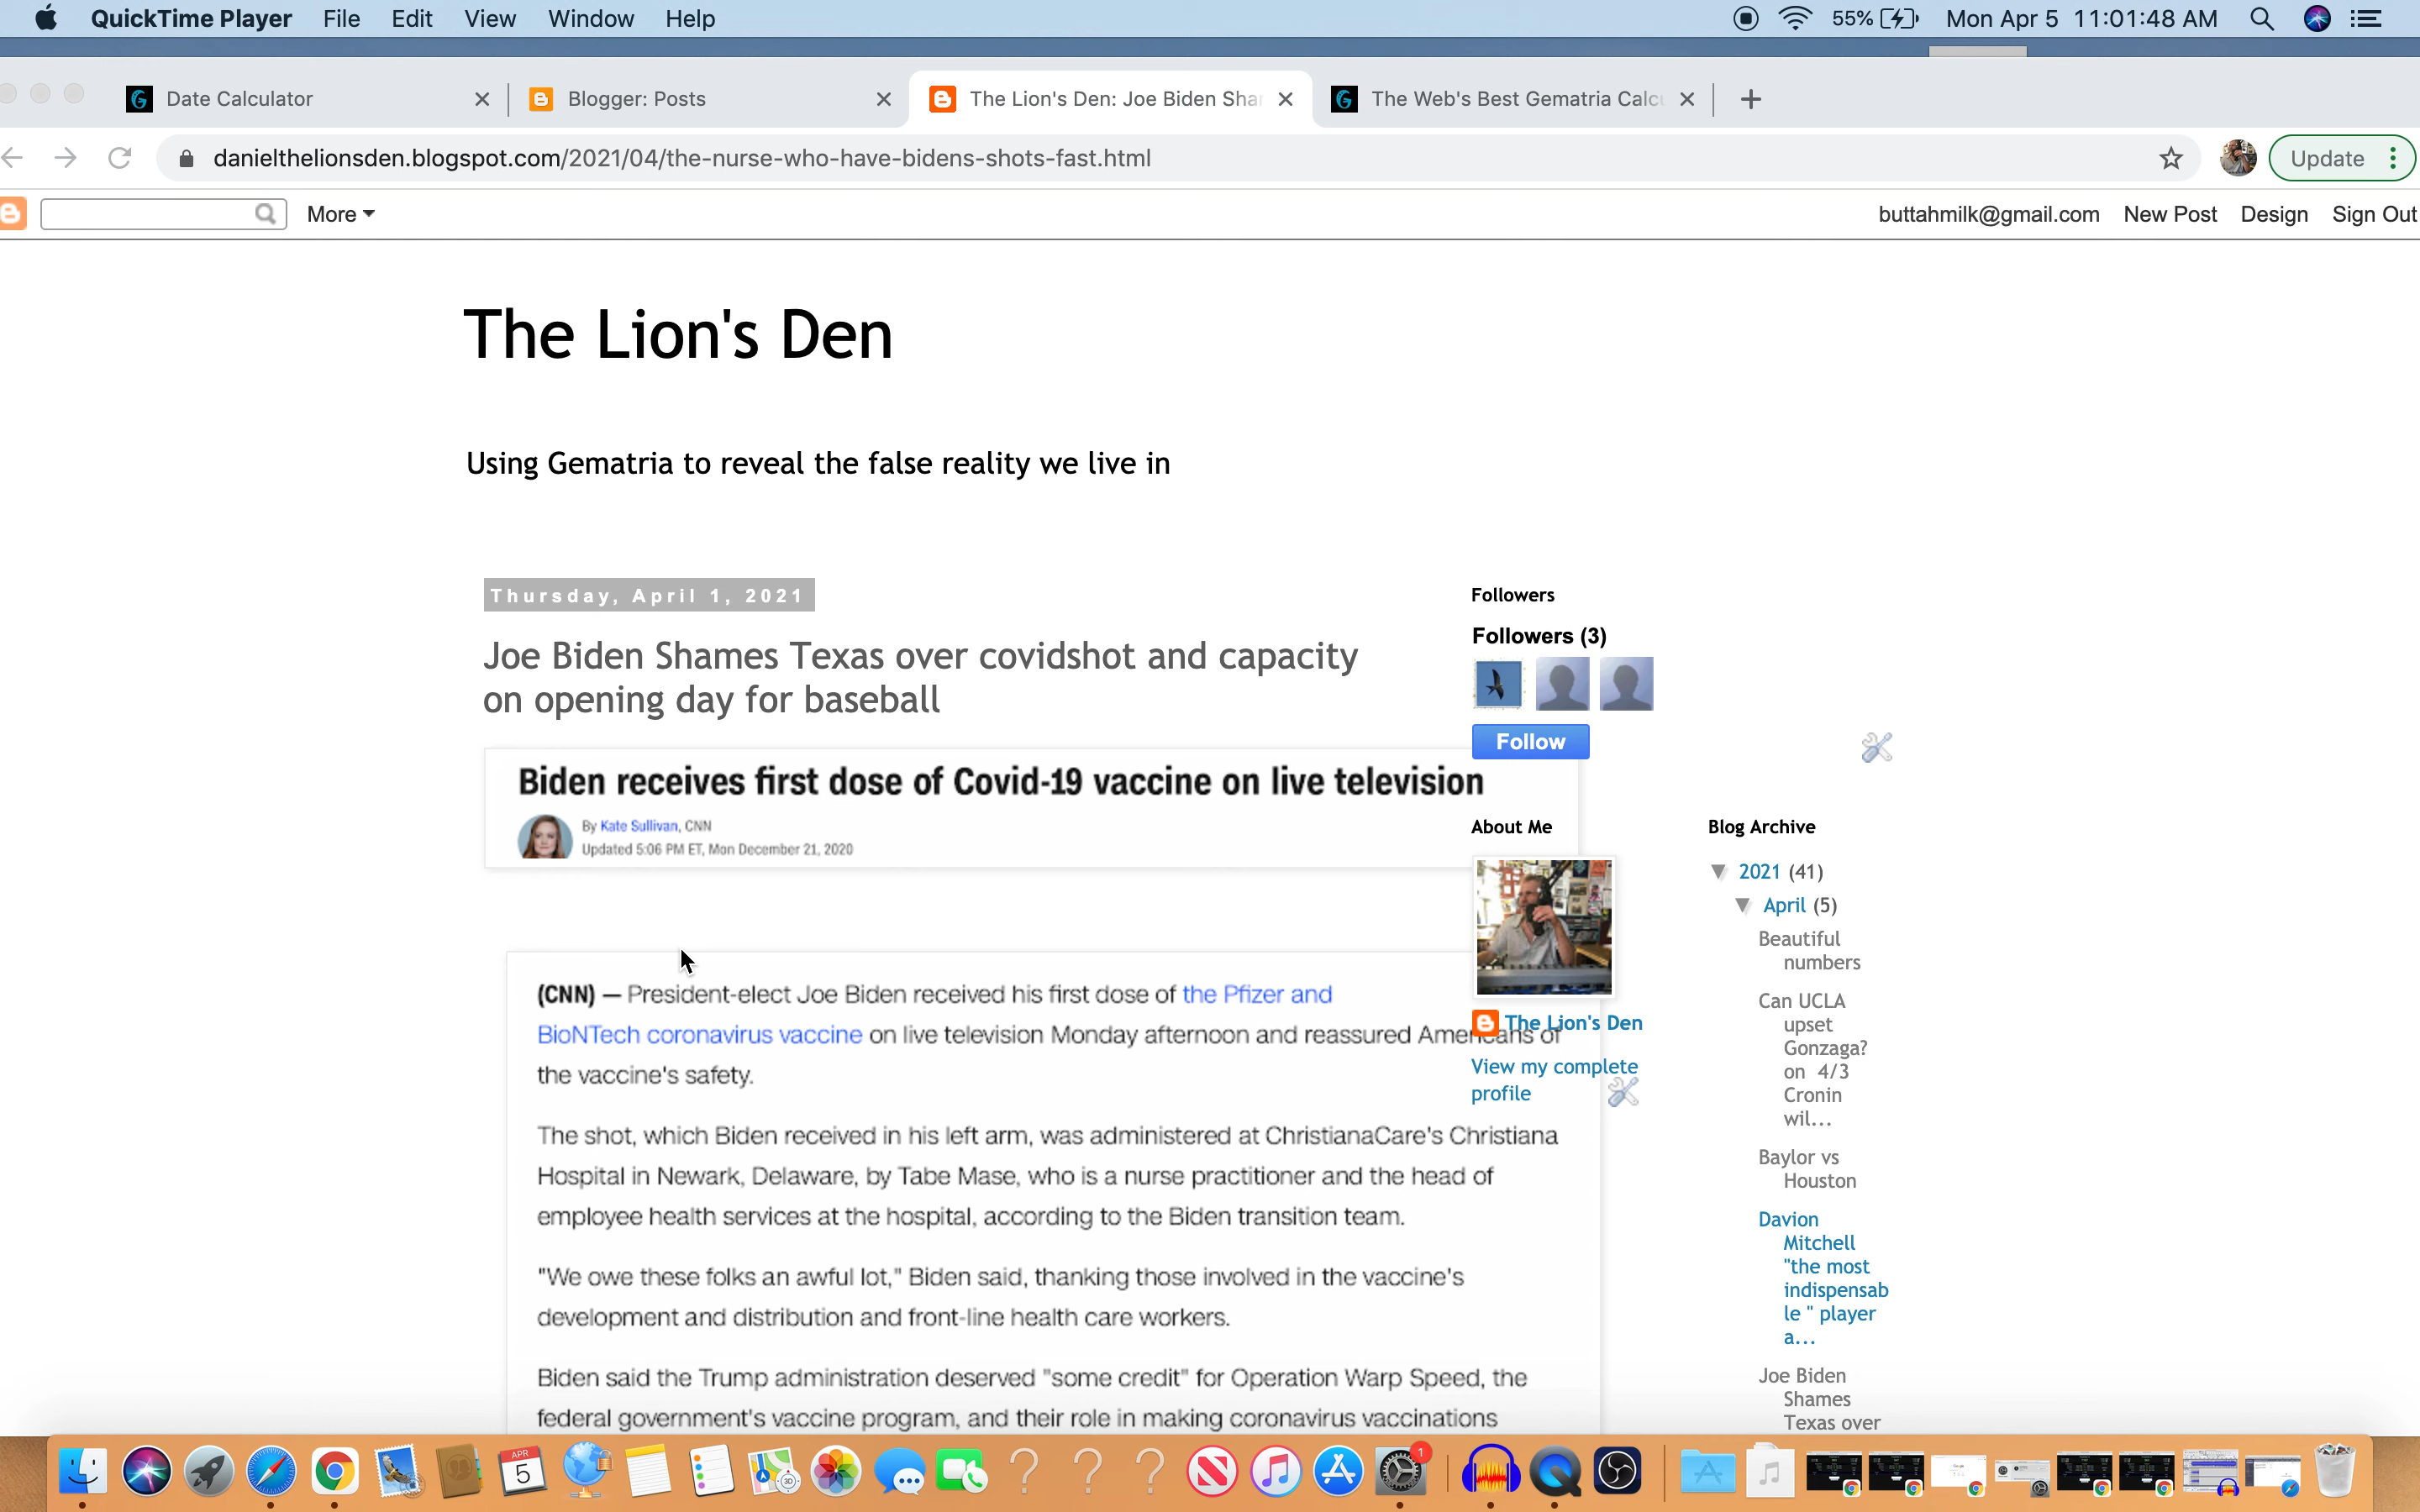 QuickTime Player File Edit View Window Help 55% Mon Apr 5 11:01:48 AM
Date Calculator Blogger: Posts The Lion's Den: Joe Biden Shar The Web's Best Gematria Calcu
danielthelionsden.blogspot.com/2021/04/the-nurse-who-have-bidens-shots-fast.html Update
More buttahmilk@gmail.com New Post Design Sign Out
The Lion's Den
Using Gematria to reveal the false reality we live in
Thursday, April 1, 2021
Joe Biden Shames Texas over covidshot and capacity
on opening day for baseball
Biden receives first dose of Covid-19 vaccine on live television
By Kate Sullivan, CNN
Updated 5:06 PM ET, Mon December 21, 2020
(CNN) — President-elect Joe Biden received his first dose of the Pfizer and
BioNTech coronavirus vaccine on live television Monday afternoon and reassured Americans of
the vaccine's safety.
The shot, which Biden received in his left arm, was administered at ChristianaCare's Christiana
Hospital in Newark, Delaware, by Tabe Mase, who is a nurse practitioner and the head of
employee health services at the hospital, according to the Biden transition team.
"We owe these folks an awful lot," Biden said, thanking those involved in the vaccine's
development and distribution and front-line health care workers.
Biden said the Trump administration deserved "some credit" for Operation Warp Speed, the
federal government's vaccine program, and their role in making coronavirus vaccinations
Followers
Followers (3)
Follow
About Me
The Lion's Den
View my complete
profile
Blog Archive
▼ 2021 (41)
▼ April (5)
Beautiful
numbers
Can UCLA
upset
Gonzaga?
on 4/3
Cronin
wil...
Baylor vs
Houston
Davion
Mitchell
"the most
indispensab
le " player
a...
Joe Biden
Shames
Texas over
APR
5
3D
1